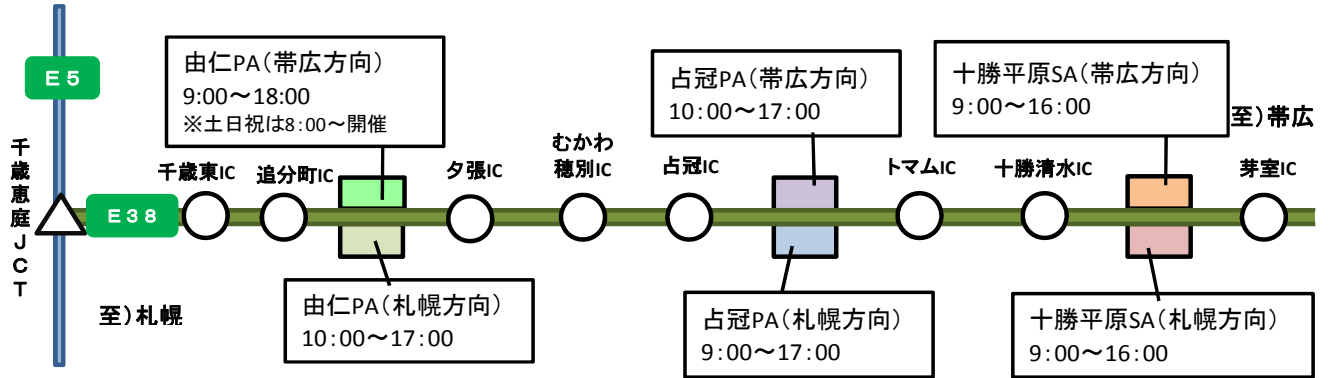 E5
由仁PA(帯広方向)
9:00～18:00
※土日祝は8:00～開催
占冠PA(帯広方向)
10:00～17:00
十勝平原SA(帯広方向)
9:00～16:00
至)帯広
千歳恵庭JCT
E38
千歳東IC
追分町IC
夕張IC
むかわ
穂別IC
占冠IC
トマムIC
十勝清水IC
芽室IC
至)札幌
由仁PA(札幌方向)
10:00～17:00
占冠PA(札幌方向)
9:00～17:00
十勝平原SA(札幌方向)
9:00～16:00